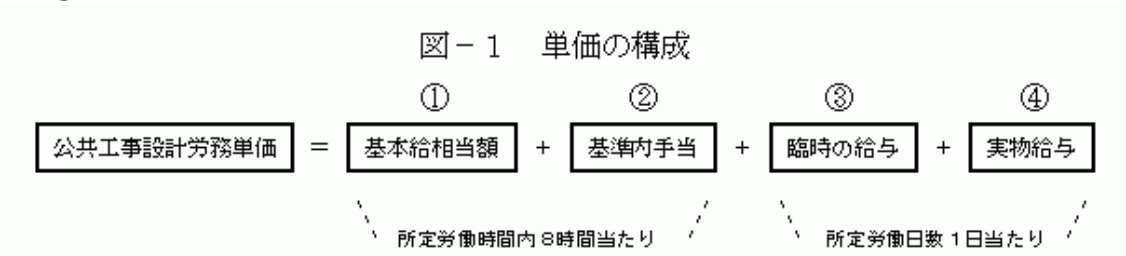 図－１　単価の構成
① ② ③ ④
公共工事設計労務単価 ＝ 基本給相当額 ＋ 基準内手当 ＋ 臨時の給与 ＋ 実物給与
所定労働時間内８時間当たり 所定労働日数１日当たり